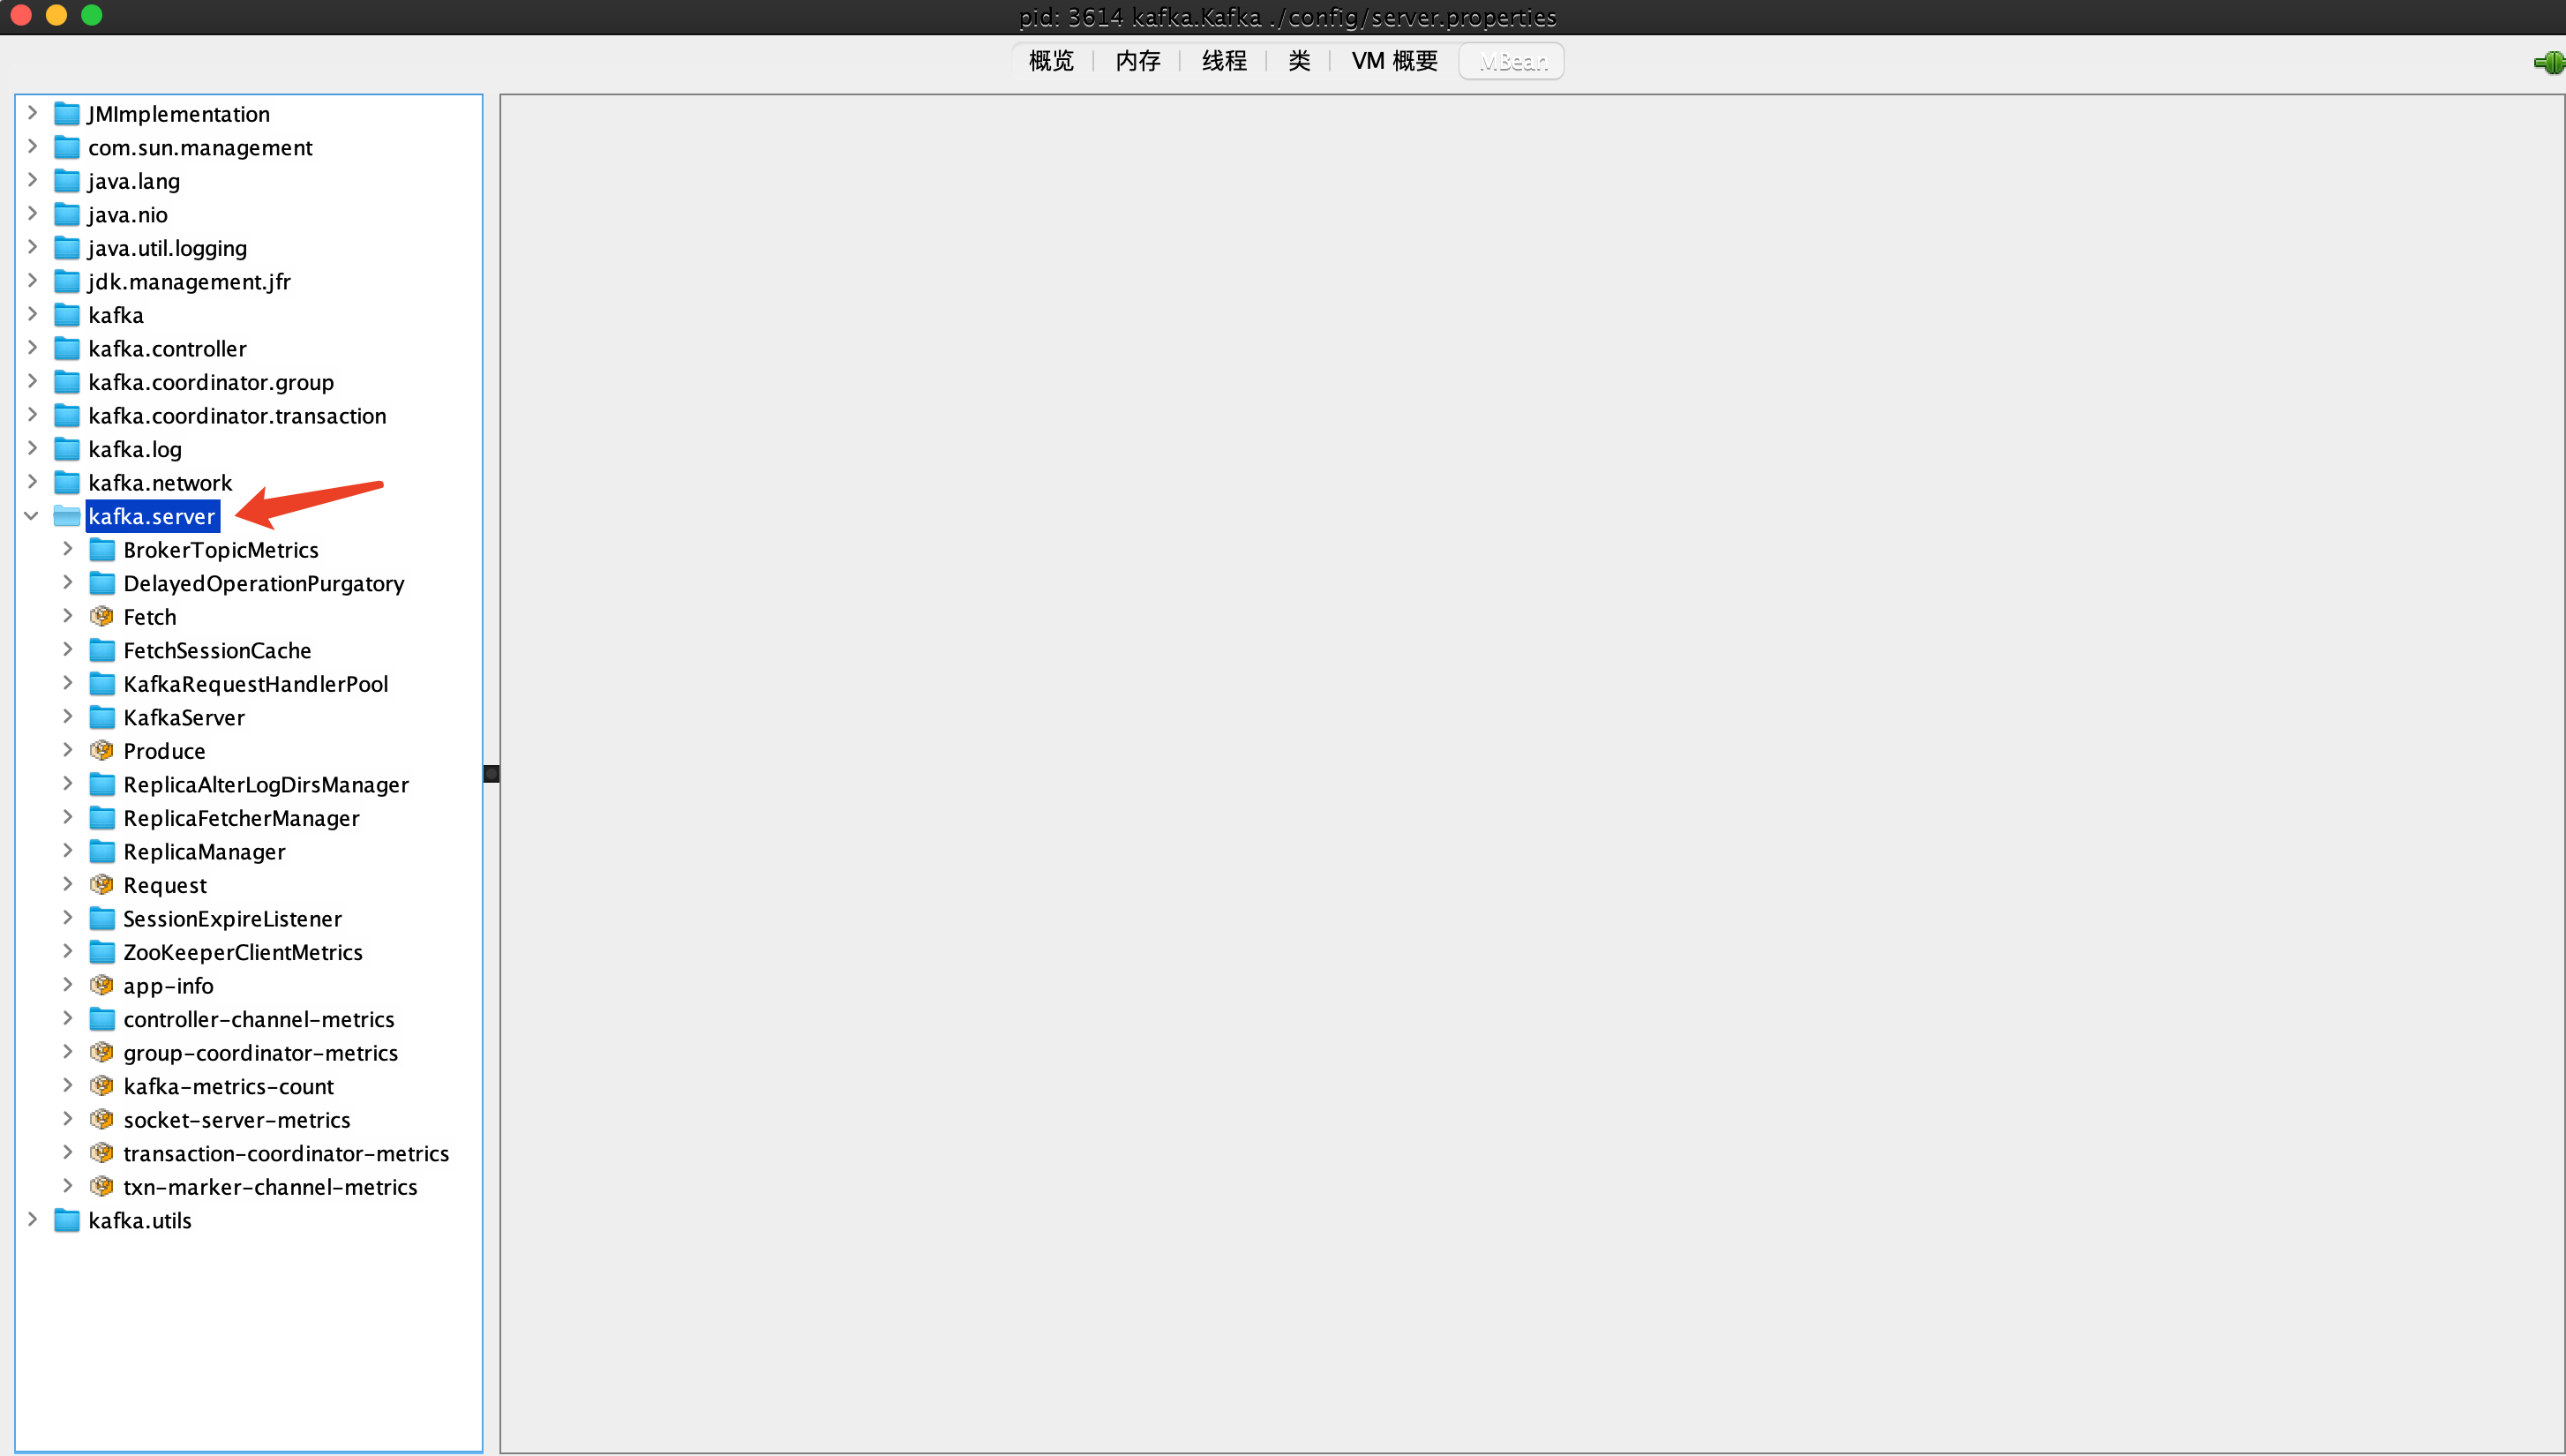 pid: 3614 kafka.Kafka ./config/server.properties
概览 内存 线程 类 VM 概要 MBean
JMImplementation
com.sun.management
java.lang
java.nio
java.util.logging
jdk.management.jfr
kafka
kafka.controller
kafka.coordinator.group
kafka.coordinator.transaction
kafka.log
kafka.network
kafka.server
BrokerTopicMetrics
DelayedOperationPurgatory
Fetch
FetchSessionCache
KafkaRequestHandlerPool
KafkaServer
Produce
ReplicaAlterLogDirsManager
ReplicaFetcherManager
ReplicaManager
Request
SessionExpireListener
ZooKeeperClientMetrics
app-info
controller-channel-metrics
group-coordinator-metrics
kafka-metrics-count
socket-server-metrics
transaction-coordinator-metrics
txn-marker-channel-metrics
kafka.utils